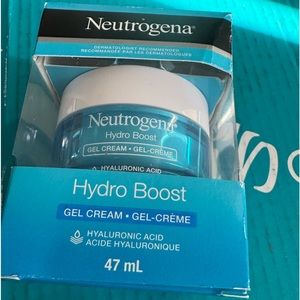 Neutrogena®
DERMATOLOGIST RECOMMENDED
RECOMMANDÉE PAR LES DERMATOLOGUES
Neutrogena®
Hydro Boost
GEL CREAM • GEL-CRÈME
HYALURONIC ACID
Hydro Boost
GEL CREAM • GEL-CRÈME
HYALURONIC ACID
ACIDE HYALURONIQUE
47 mL